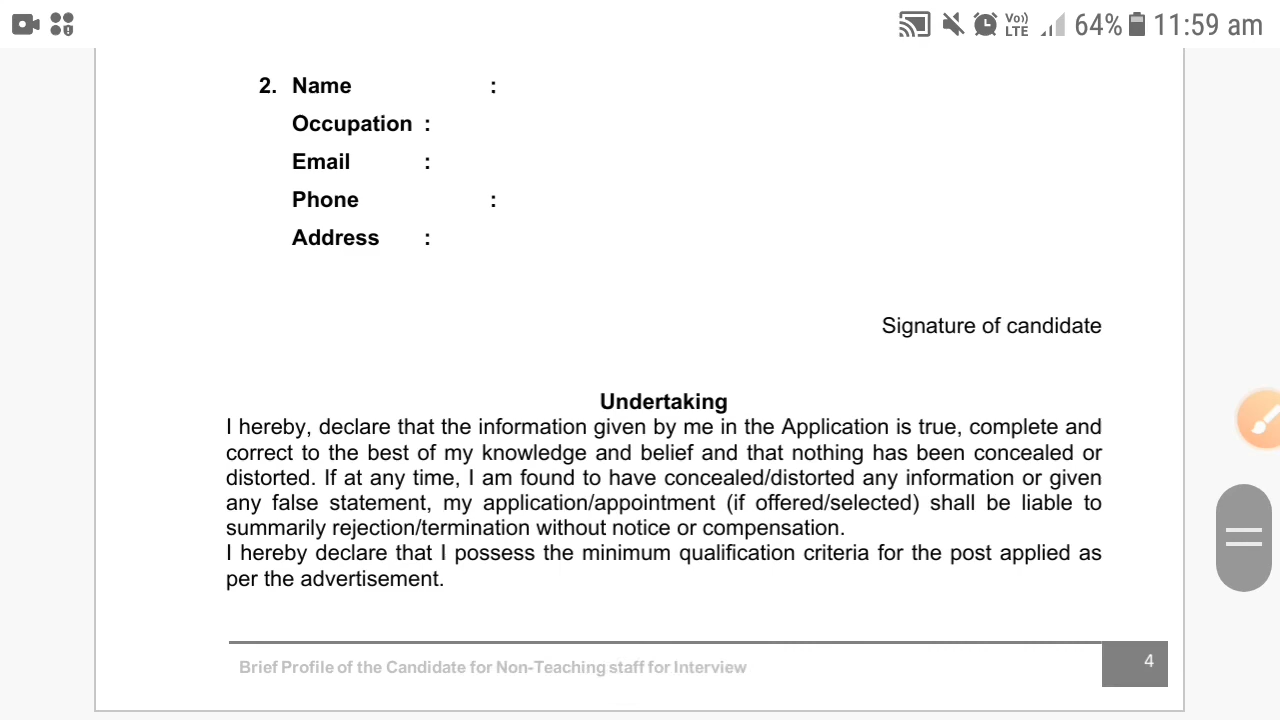 Vo)) LTE 64% 11:59 am
2. Name :
Occupation :
Email :
Phone :
Address :
Signature of candidate
Undertaking
I hereby, declare that the information given by me in the Application is true, complete and
correct to the best of my knowledge and belief and that nothing has been concealed or
distorted. If at any time, I am found to have concealed/distorted any information or given
any false statement, my application/appointment (if offered/selected) shall be liable to
summarily rejection/termination without notice or compensation.
I hereby declare that I possess the minimum qualification criteria for the post applied as
per the advertisement.
Brief Profile of the Candidate for Non-Teaching staff for Interview 4